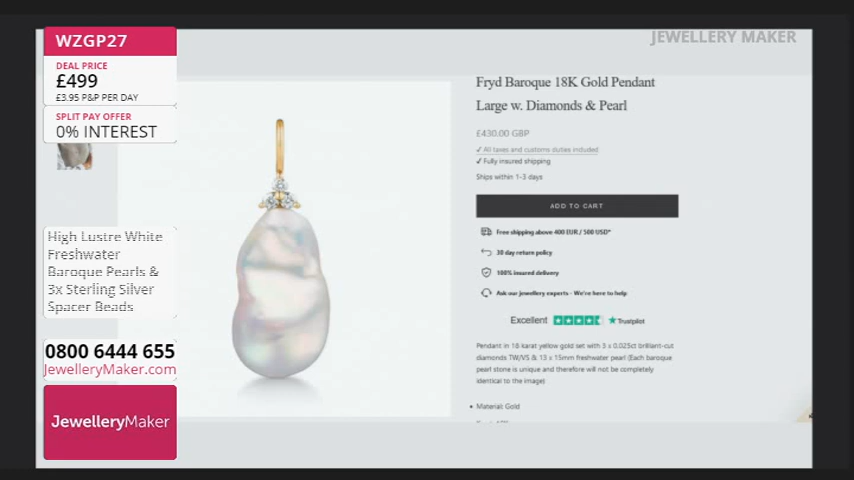 WZGP27
DEAL PRICE
£499
£3.95 P&P PER DAY
SPLIT PAY OFFER
0% INTEREST
High Lustre White
Freshwater
Baroque Pearls &
3x Sterling Silver
Spacer Beads
0800 6444 655
JewelleryMaker.com
JewelleryMaker
JEWELLERY MAKER
Fryd Baroque 18K Gold Pendant
Large w. Diamonds & Pearl
£430.00 GBP
✓ All taxes and customs duties included
✓ Fully insured shipping
Ships within 1-3 days
ADD TO CART
Free shipping above 400 EUR / 500 USD*
30 day return policy
100% insured delivery
Ask our jewellery experts - We're here to help
Excellent ★ Trustpilot
Pendant in 18 karat yellow gold set with 3 x 0.025ct brilliant-cut
diamonds TW/VS & 13 x 15mm freshwater pearl (Each baroque
pearl stone is unique and therefore will not be completely
identical to the image)
• Material: Gold